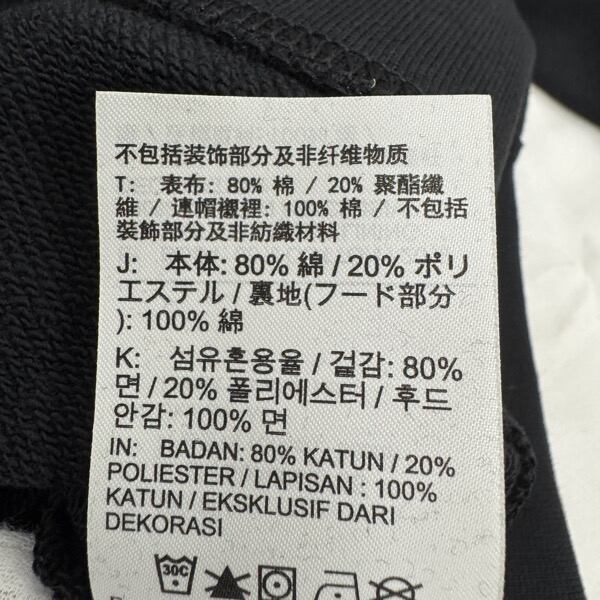 不包括装饰部分及非纤维物质
T: 表布: 80% 棉 / 20% 聚酯纖
維 / 連帽襯裡: 100% 棉 / 不包括
裝飾部分及非紡織材料
J: 本体: 80% 綿 / 20% ポリ
エステル / 裏地(フード部分
): 100% 綿
K: 섬유혼용율 / 겉감: 80%
면 / 20% 폴리에스터 / 후드
안감: 100% 면
IN: BADAN: 80% KATUN / 20%
POLIESTER / LAPISAN : 100%
KATUN / EKSKLUSIF DARI
DEKORASI
30C